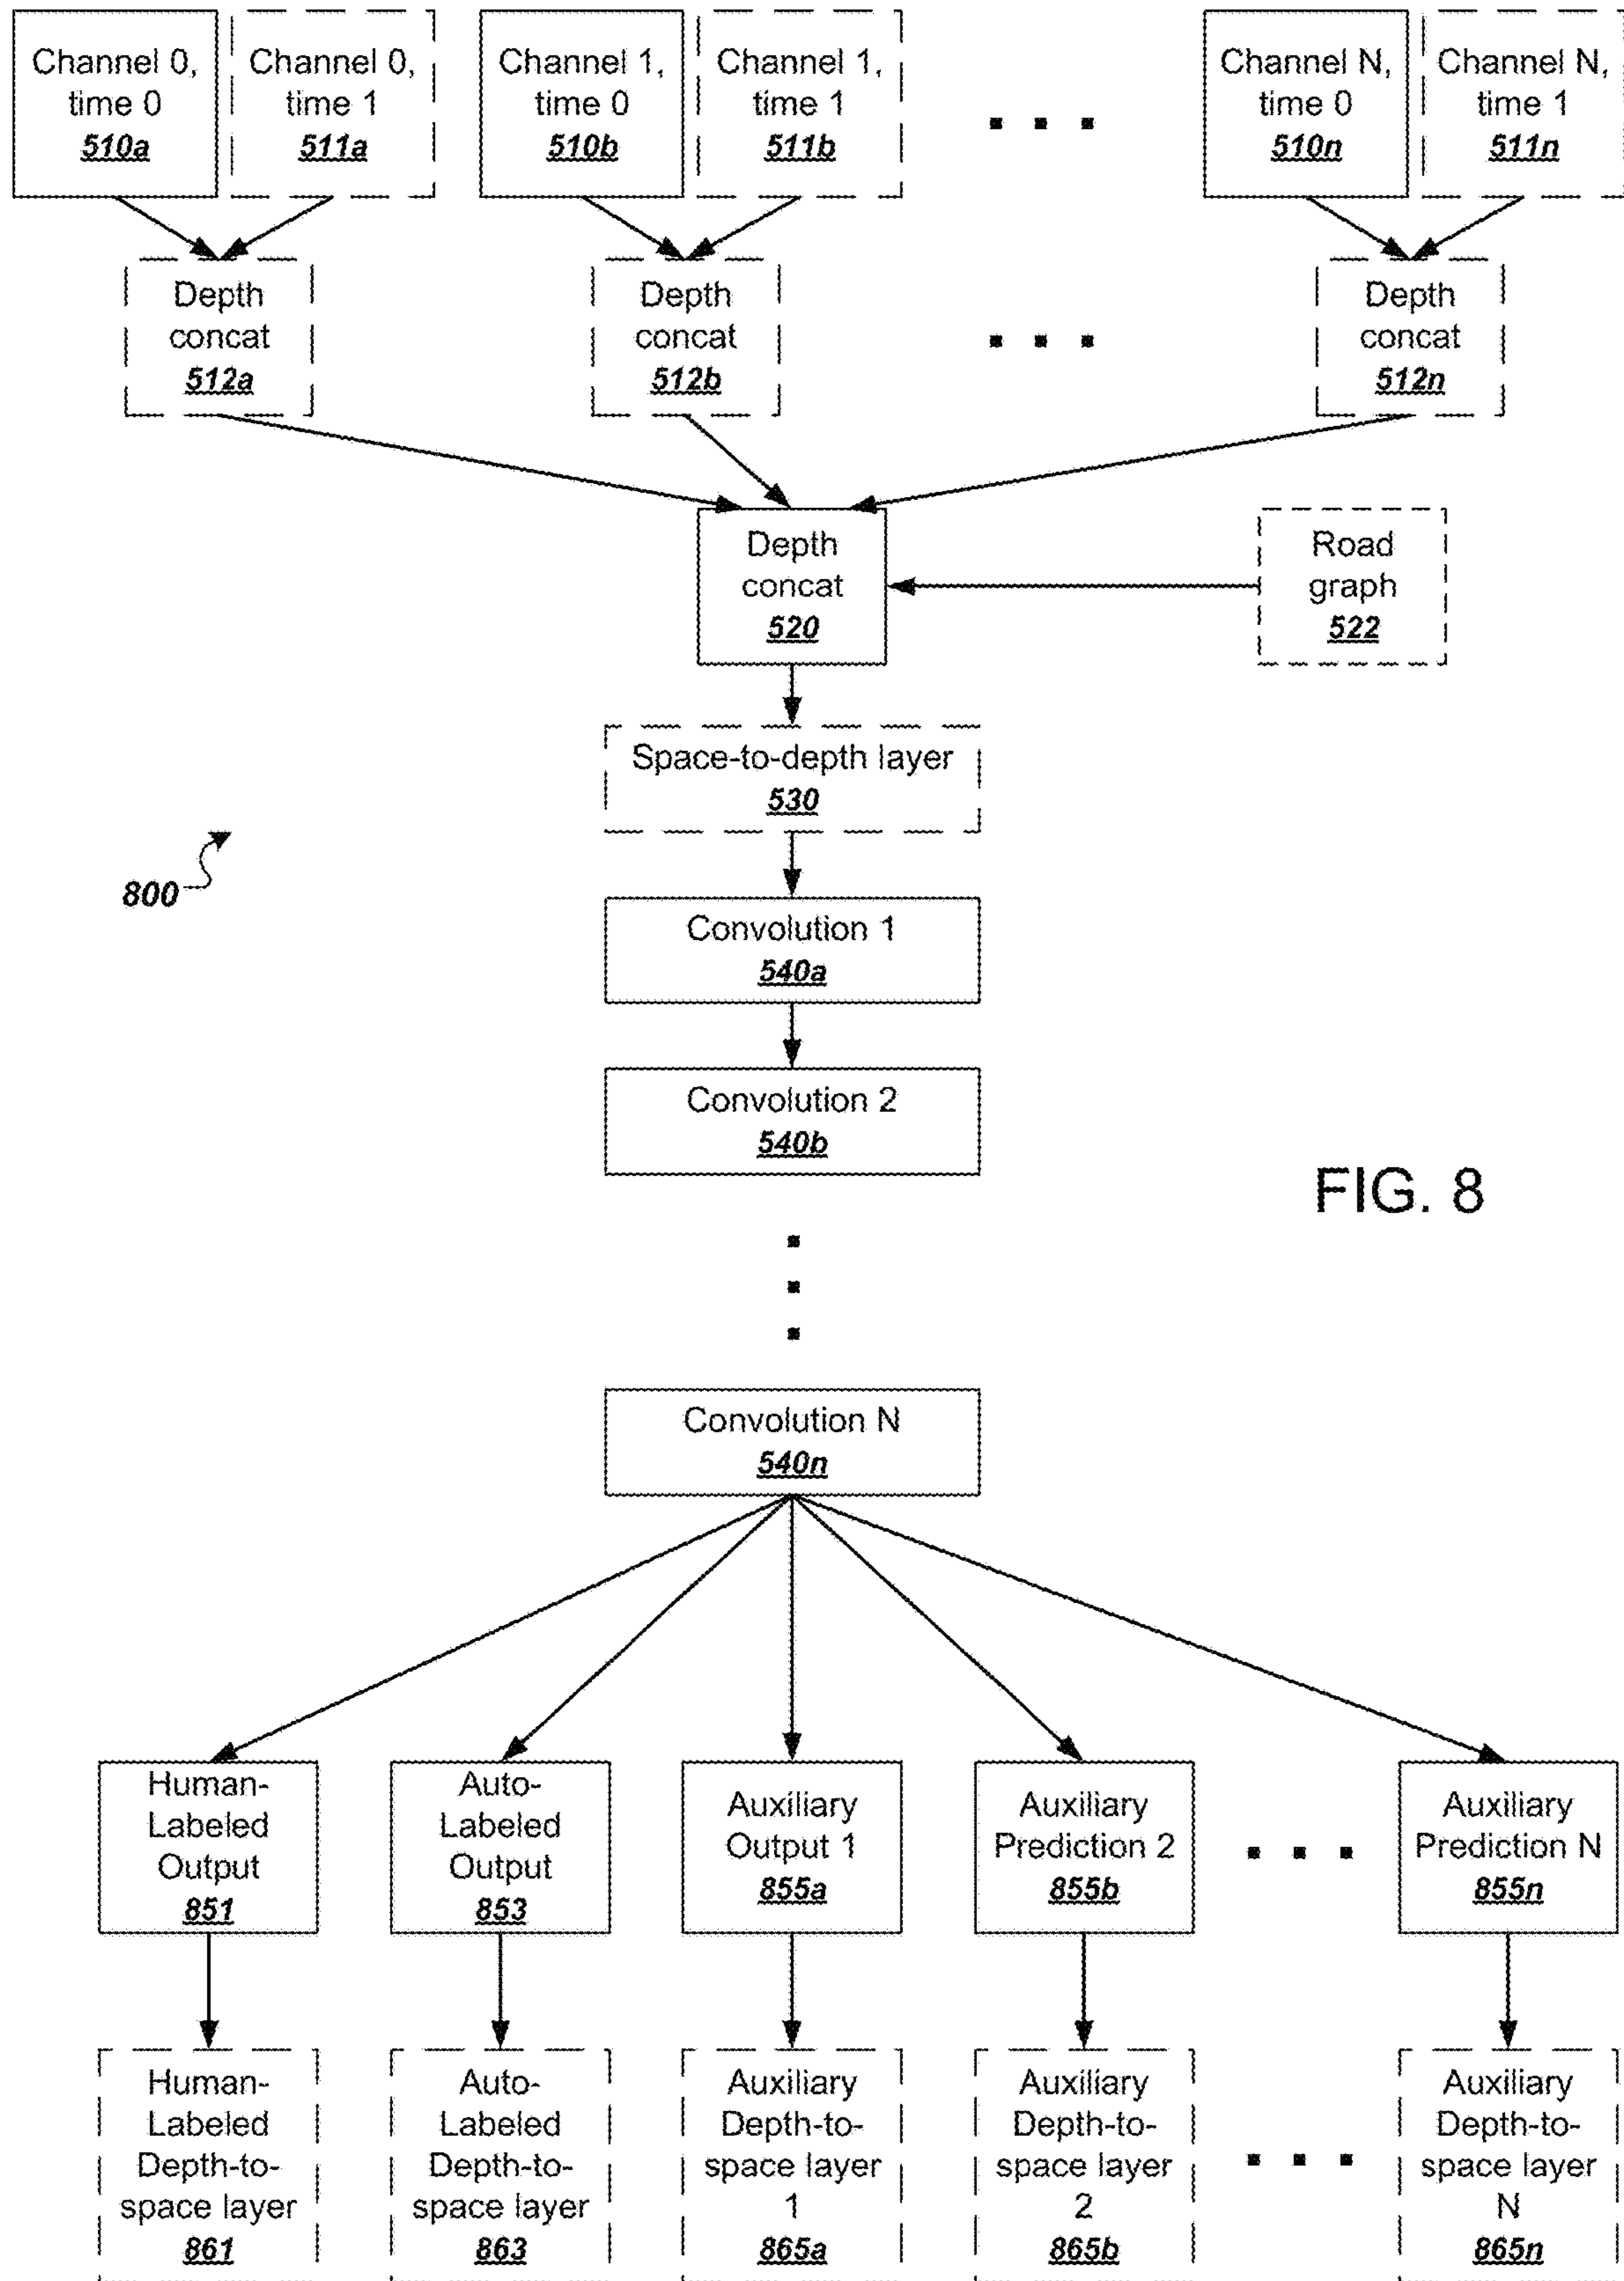 Channel 0,
time 0
510a
Channel 0,
time 1
511a
Channel 1,
time 0
510b
Channel 1,
time 1
511b
Channel N,
time 0
510n
Channel N,
time 1
511n
Depth
concat
512a
Depth
concat
512b
Depth
concat
512n
Depth
concat
520
Road
graph
522
Space-to-depth layer
530
800
Convolution 1
540a
Convolution 2
540b
FIG. 8
Convolution N
540n
Human-
Labeled
Output
851
Auto-
Labeled
Output
853
Auxiliary
Output 1
855a
Auxiliary
Prediction 2
855b
Auxiliary
Prediction N
855n
Human-
Labeled
Depth-to-
space layer
861
Auto-
Labeled
Depth-to-
space layer
863
Auxiliary
Depth-to-
space layer
1
865a
Auxiliary
Depth-to-
space layer
2
865b
Auxiliary
Depth-to-
space layer
N
865n